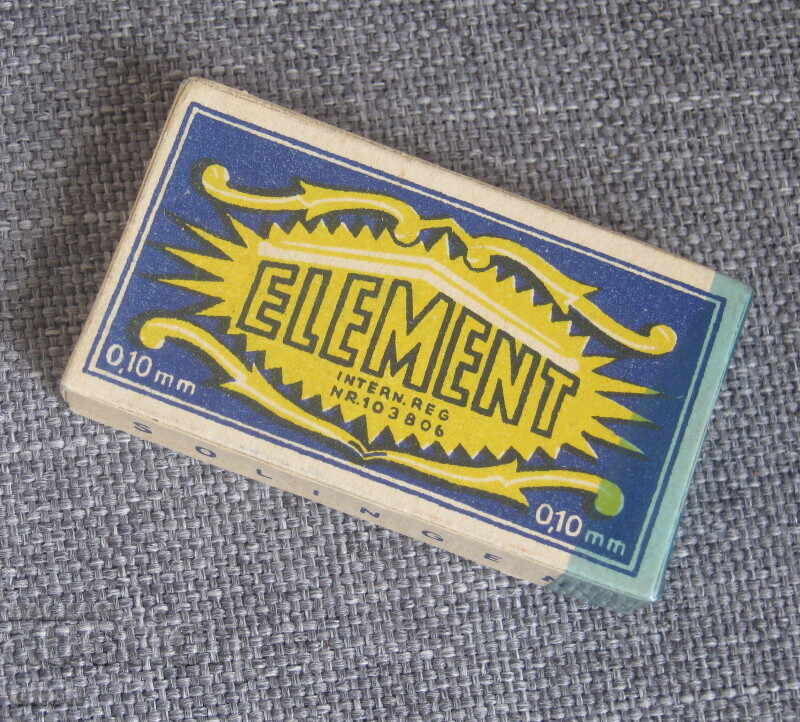 ELEMENT
INTERN. REG
NR. 103806
0,10 mm
0,10 mm
SOLINGEN